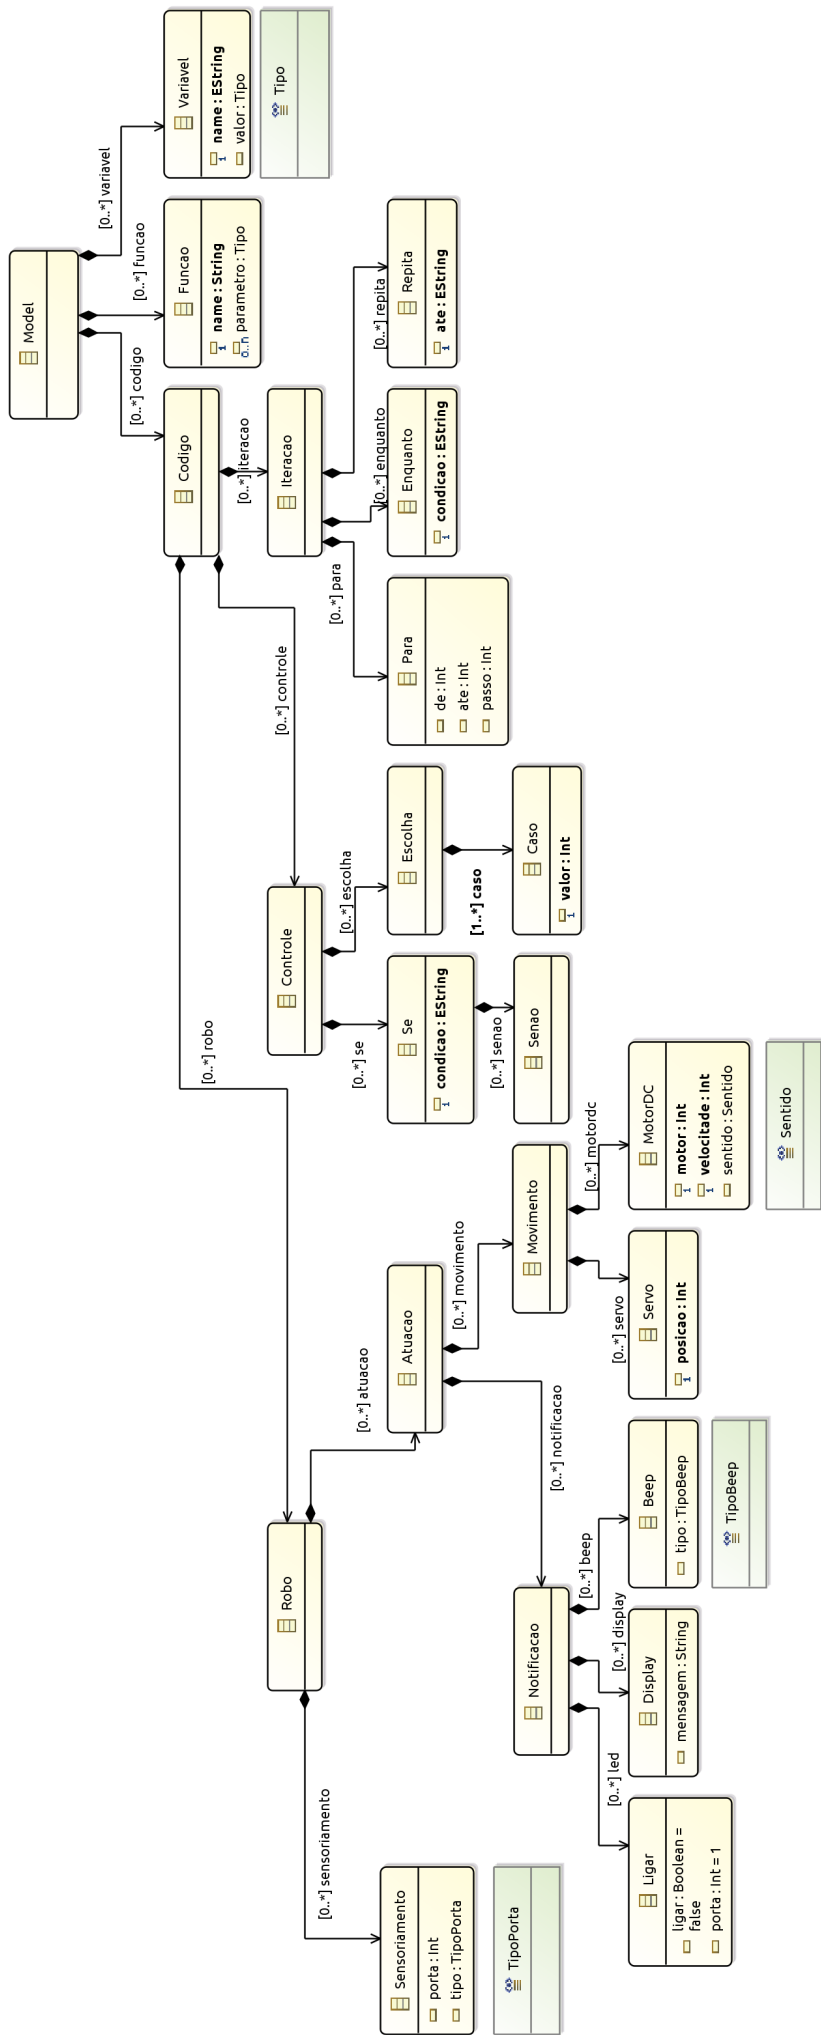 Model
[0..*] variavel
[0..*] funcao
[0..*] codigo
Variavel
name : EString
valor : Tipo
Tipo
Funcao
name : String
0..n parametro : Tipo
Codigo
[0..*] iteracao
[0..*] controle
[0..*] robo
Iteracao
[0..*] repita
[0..*] enquanto
[0..*] para
Repita
ate : EString
Enquanto
condicao : EString
Para
de : Int
ate : Int
passo : Int
Controle
[0..*] escolha
[0..*] se
Escolha
[1..*] caso
Caso
valor : Int
Se
condicao : EString
[0..*] senao
Senao
Robo
[0..*] atuacao
[0..*] sensoriamento
Atuacao
[0..*] movimento
[0..*] notificacao
Movimento
[0..*] motordc
[0..*] servo
MotorDC
motor : Int
velocitade : Int
sentido : Sentido
Sentido
Servo
posicao : Int
Notificacao
[0..*] beep
[0..*] display
[0..*] led
Beep
tipo : TipoBeep
TipoBeep
Display
mensagem : String
Ligar
ligar : Boolean =
false
porta : Int = 1
Sensoriamento
porta : Int
tipo : TipoPorta
TipoPorta